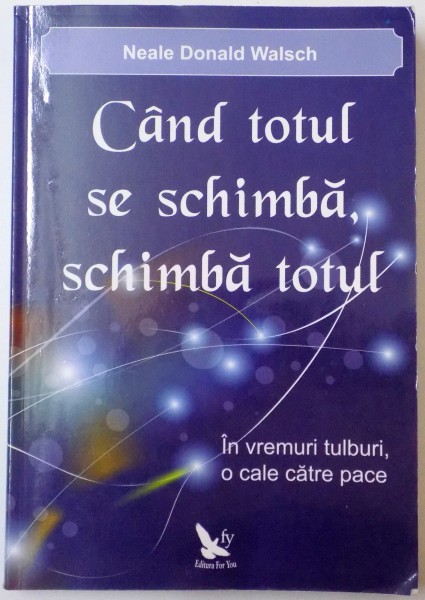 Neale Donald Walsch
Când totul
se schimbă,
schimbă totul
În vremuri tulburi,
o cale către pace
fy
Editura For You